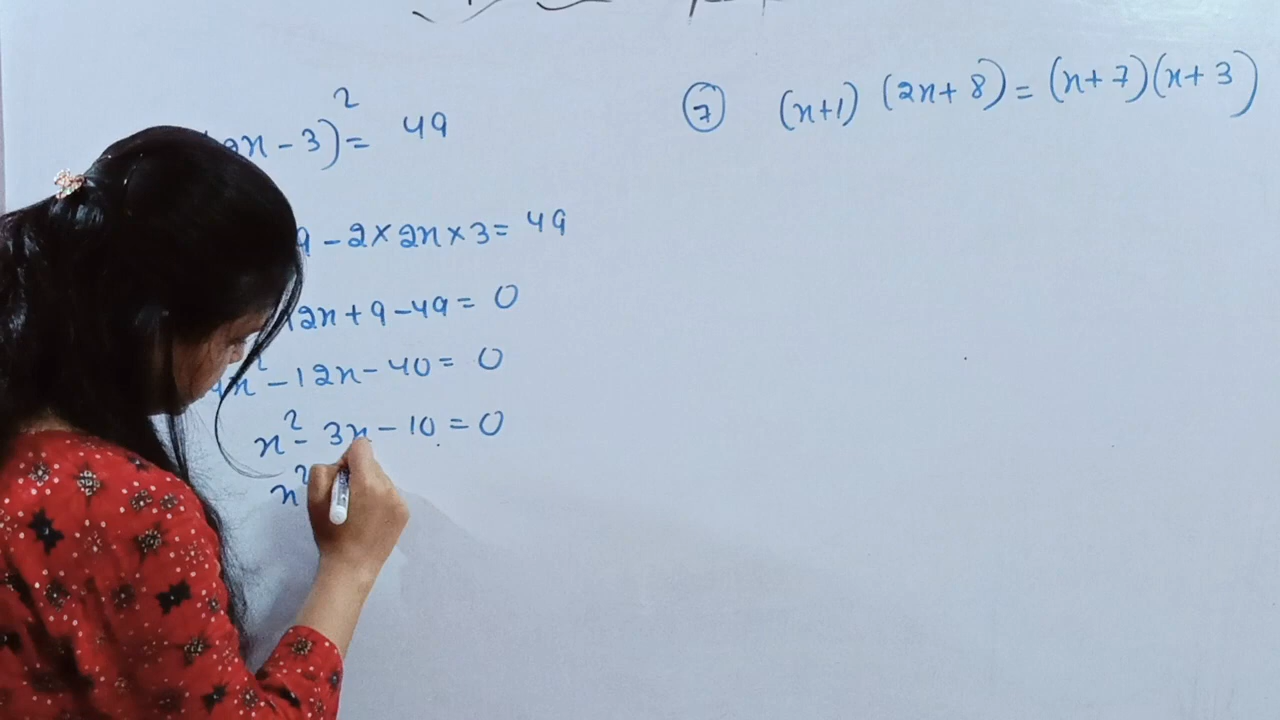 x - 3)² = 49
9 - 2 × 2x × 3 = 49
12x + 9 - 49 = 0
4x² - 12x - 40 = 0
x² - 3x - 10 = 0
x²
⑦ (x+1) (2x+8) = (x+7)(x+3)